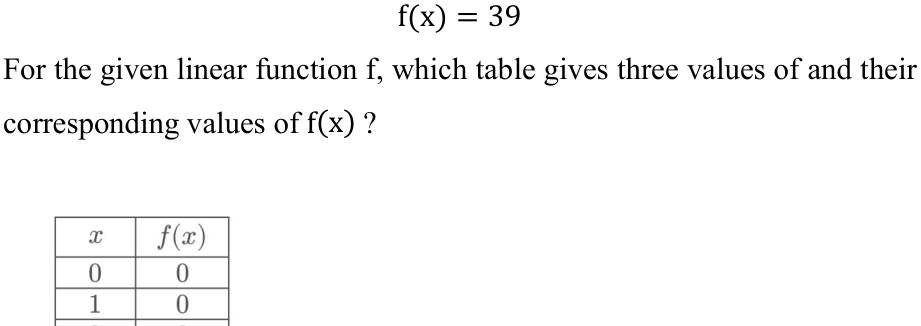 f(x) = 39
For the given linear function f, which table gives three values of and their
corresponding values of f(x) ?
x f(x)
0 0
1 0